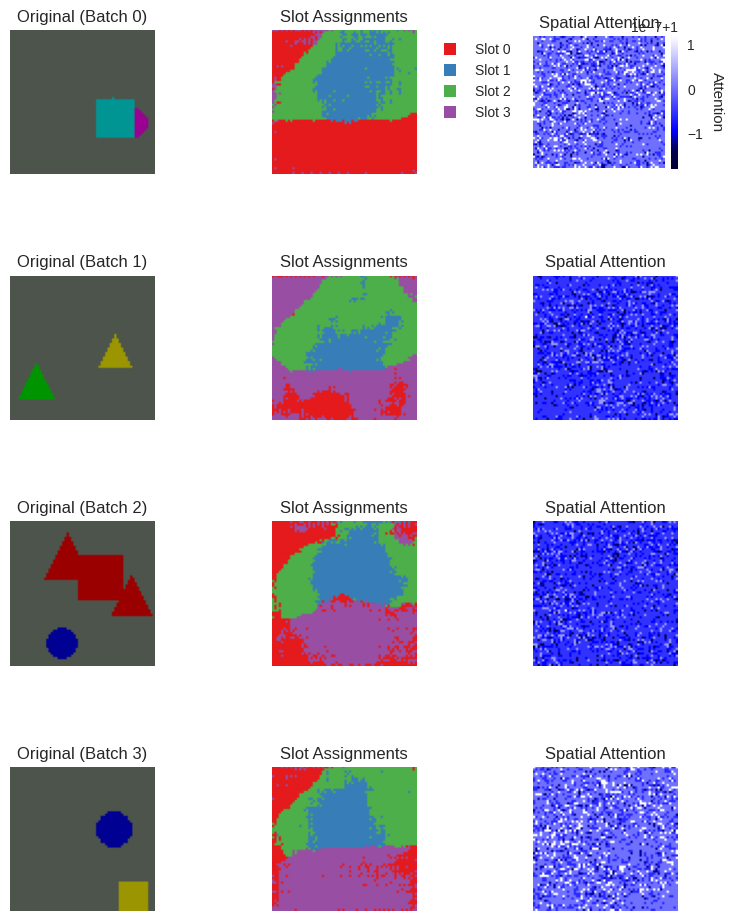 Original (Batch 0)
Slot Assignments
Slot 0
Slot 1
Slot 2
Slot 3
Spatial Attention
1e−7+1
1
0
−1
Attention
Original (Batch 1)
Slot Assignments
Spatial Attention
Original (Batch 2)
Slot Assignments
Spatial Attention
Original (Batch 3)
Slot Assignments
Spatial Attention